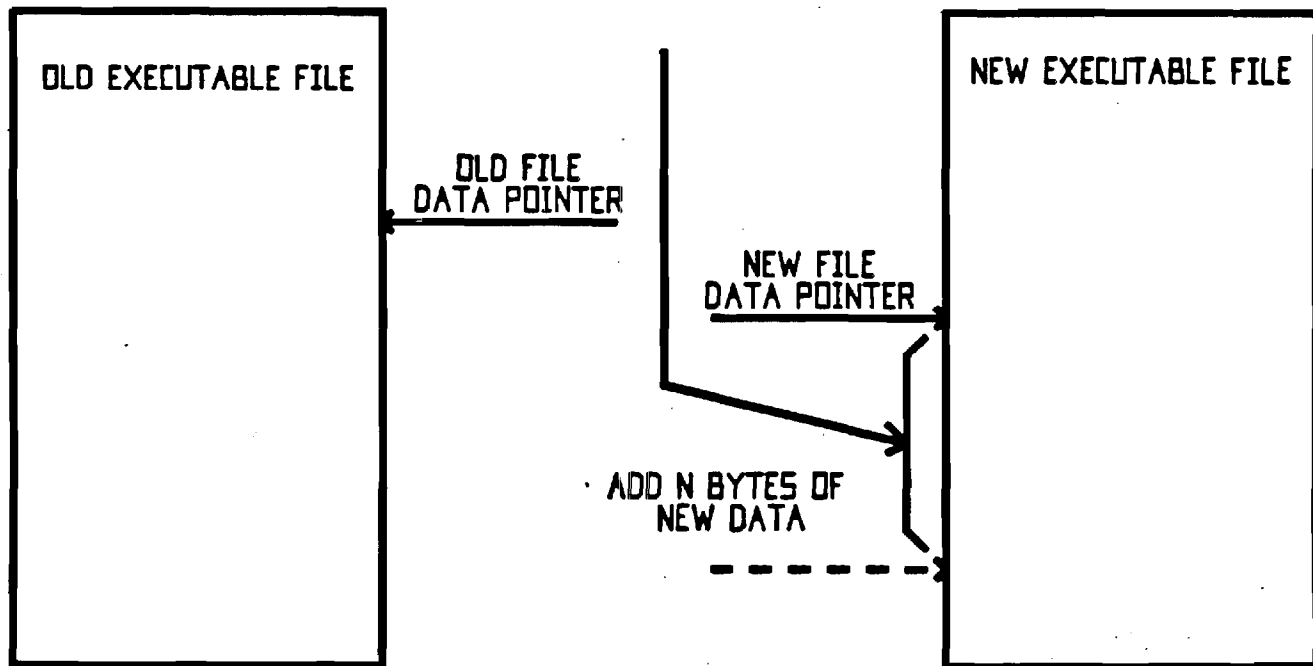 OLD EXECUTABLE FILE
NEW EXECUTABLE FILE
OLD FILE
DATA POINTER
NEW FILE
DATA POINTER
ADD N BYTES OF
NEW DATA